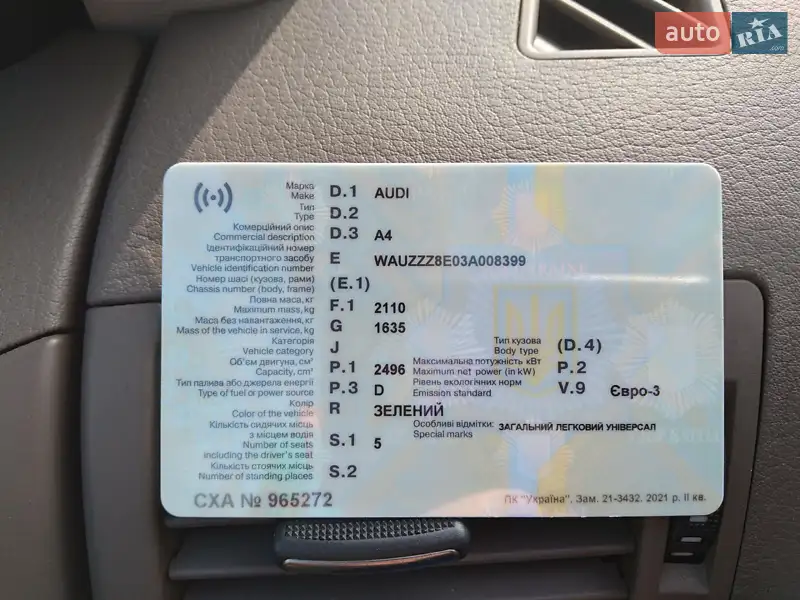 auto RIA.com
Марка
Make D.1 AUDI
Тип
Type D.2
Комерційний опис
Commercial description D.3 A4
Ідентифікаційний номер
транспортного засобу
Vehicle identification number E WAUZZZ8E03A008399
Номер шасі (кузова, рами)
Chassis number (body, frame) (E.1)
Повна маса, кг
Maximum mass, kg F.1 2110
Маса без навантаження, кг
Mass of the vehicle in service, kg G 1635
Категорія
Vehicle category J
Тип кузова
Body type (D.4)
Об'єм двигуна, см³
Capacity, cm³ P.1 2496
Максимальна потужність кВт
Maximum net power (in kW) P.2
Тип палива або джерела енергії
Type of fuel or power source P.3 D
Рівень екологічних норм
Emission standard V.9 Євро-3
Колір
Color of the vehicle R ЗЕЛЕНИЙ
Особливі відмітки: ЗАГАЛЬНИЙ ЛЕГКОВИЙ УНІВЕРСАЛ
Special marks
Кількість сидячих місць
з місцем водія
Number of seats
including the driver's seat S.1 5
Кількість стоячих місць
Number of standing places S.2
СХА № 965272
ПК "Україна", Зам. 21-3432. 2021 р. II кв.